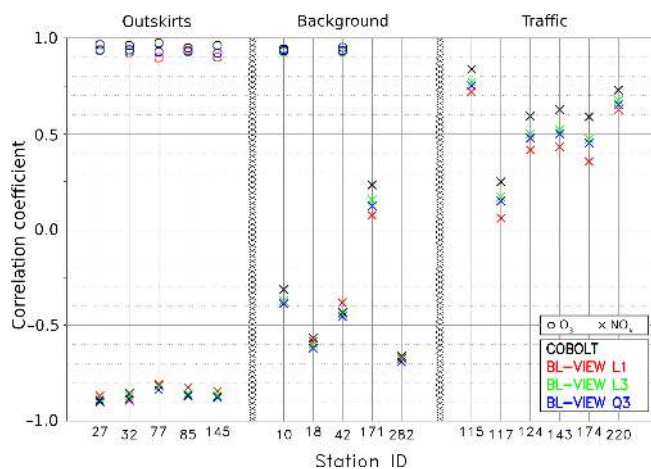 Outskirts Background Traffic
1.0
0.5
0.0
−0.5
−1.0
Correlation coefficient
O₃ NOₓ
COBOLT
BL−VIEW L1
BL−VIEW L3
BL−VIEW Q3
27 32 77 85 145 10 18 42 171 282 115 117 124 143 174 220
Station ID